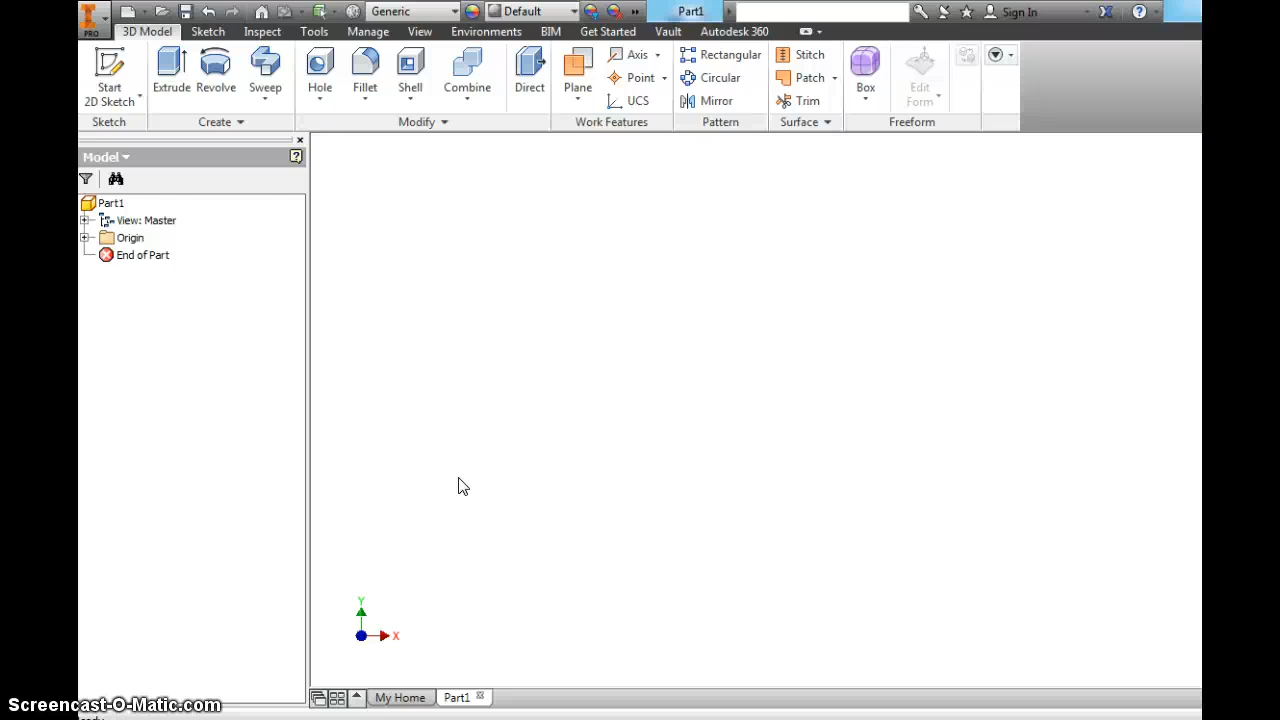 PRO
Generic
Default
Part1
Sign In
3D Model Sketch Inspect Tools Manage View Environments BIM Get Started Vault Autodesk 360
Start
2D Sketch
Extrude
Revolve
Sweep
Hole
Fillet
Shell
Combine
Direct
Plane
Axis
Point
UCS
Rectangular
Circular
Mirror
Stitch
Patch
Trim
Box
Edit
Form
Sketch Create Modify Work Features Pattern Surface Freeform
Model
Part1
View: Master
Origin
End of Part
Y
X
My Home
Part1
Screencast-O-Matic.com